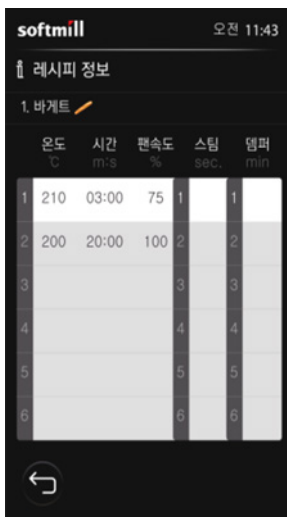 softmill 오전 11:43
레시피 정보
1. 바게트
온도 시간 팬속도 스팀 뎀퍼
℃ m:s % sec. min
1 210 03:00 75 1 1
2 200 20:00 100 2 2
3 3 3
4 4 4
5 5 5
6 6 6